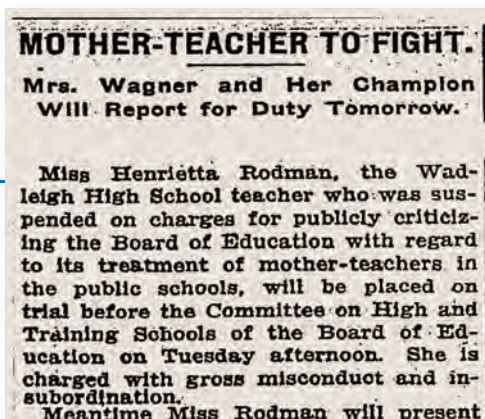 MOTHER-TEACHER TO FIGHT.
Mrs. Wagner and Her Champion
Will Report for Duty Tomorrow.
Miss Henrietta Rodman, the Wad-
leigh High School teacher who was sus-
pended on charges for publicly criticiz-
ing the Board of Education with regard
to its treatment of mother-teachers in
the public schools, will be placed on
trial before the Committee on High and
Training Schools of the Board of Ed-
ucation on Tuesday afternoon. She is
charged with gross misconduct and in-
subordination.
Meantime Miss Rodman will present